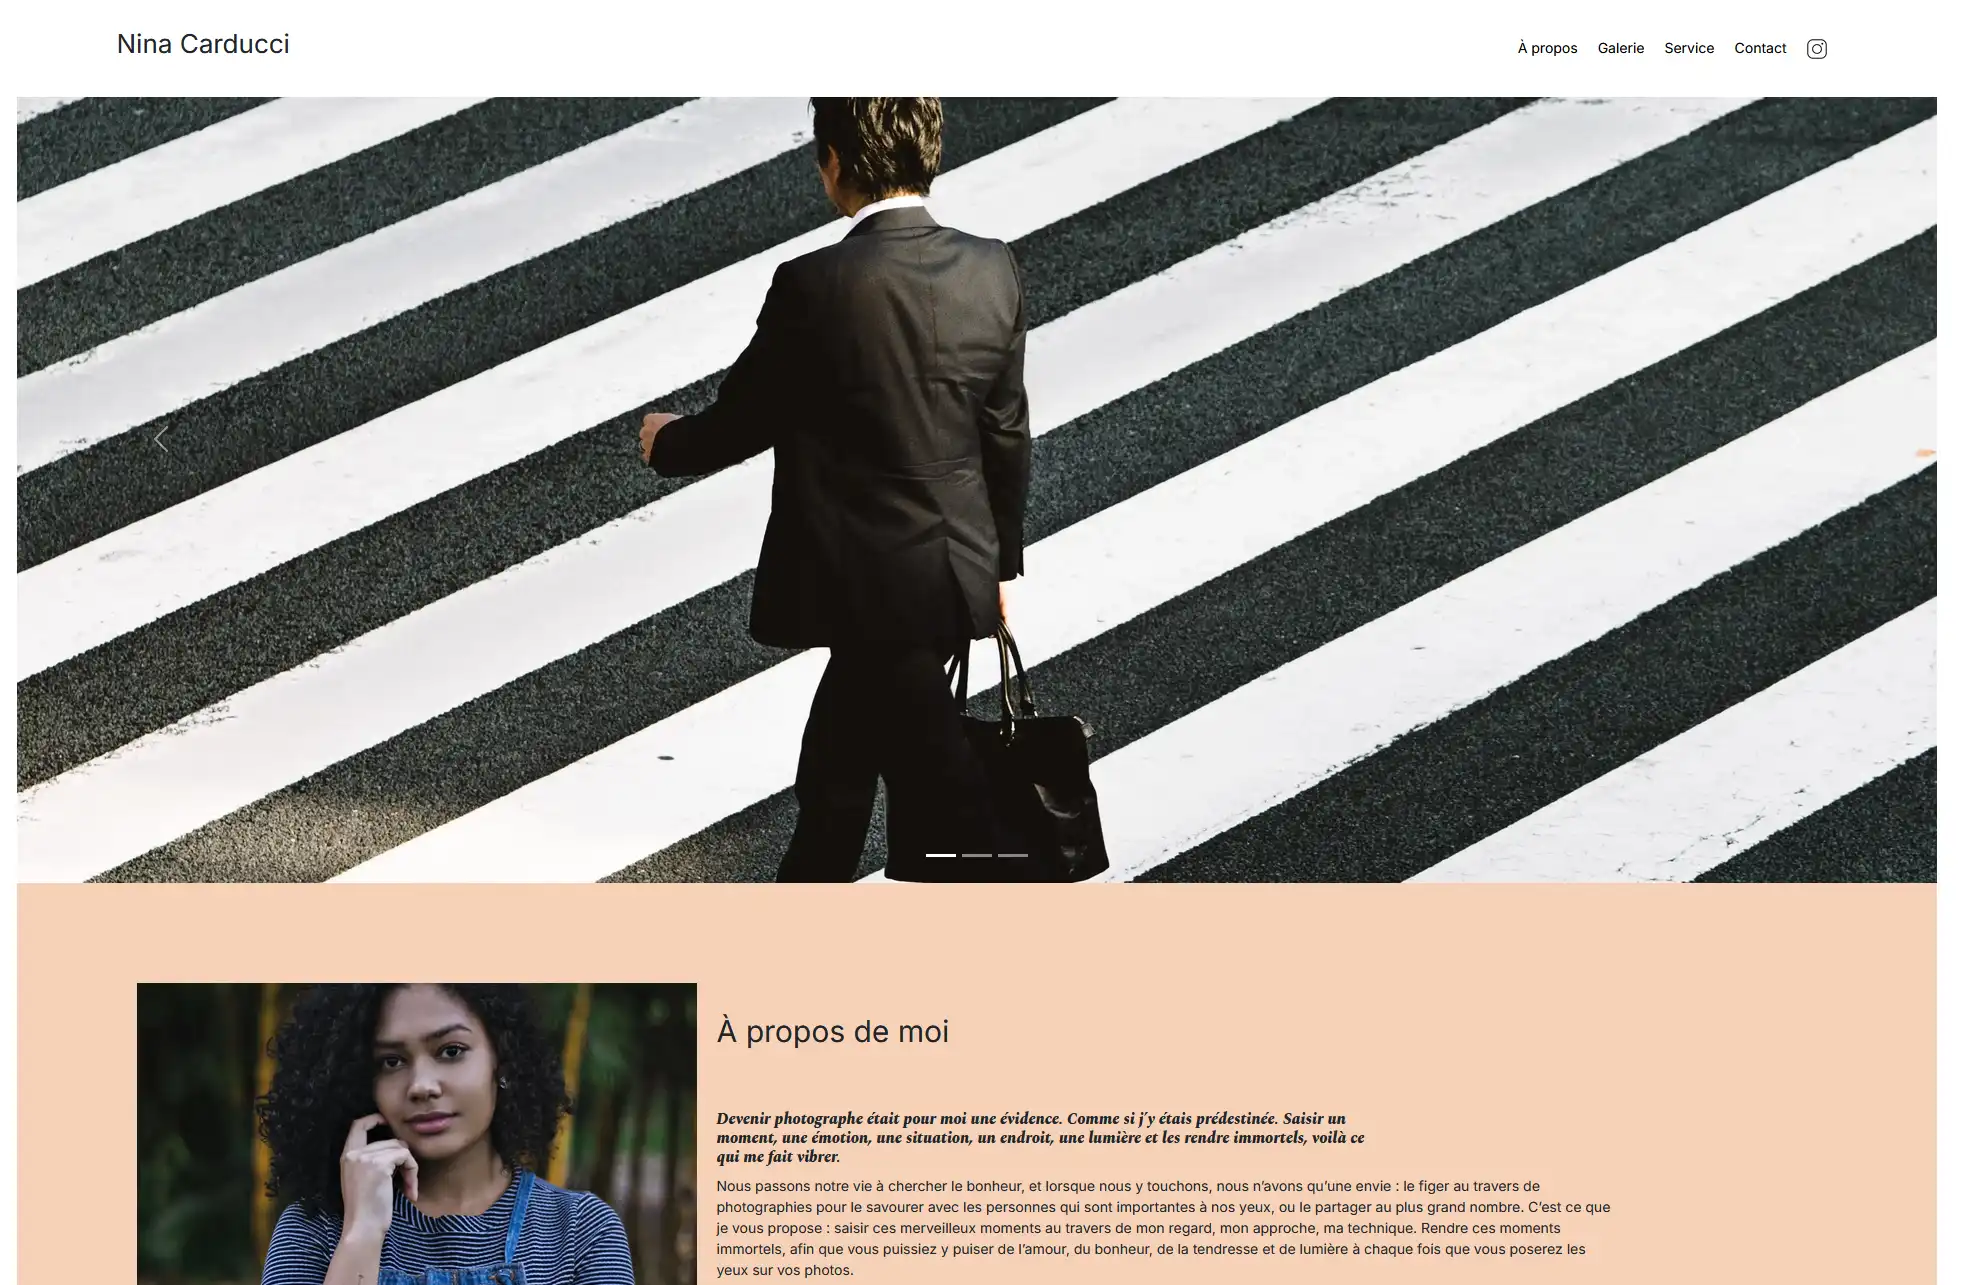 Nina Carducci
À propos Galerie Service Contact
À propos de moi
Devenir photographe était pour moi une évidence. Comme si j'y étais prédestinée. Saisir un
moment, une émotion, une situation, un endroit, une lumière et les rendre immortels, voilà ce
qui me fait vibrer.
Nous passons notre vie à chercher le bonheur, et lorsque nous y touchons, nous n’avons qu’une envie : le figer au travers de
photographies pour le savourer avec les personnes qui sont importantes à nos yeux, ou le partager au plus grand nombre. C’est ce que
je vous propose : saisir ces merveilleux moments au travers de mon regard, mon approche, ma technique. Rendre ces moments
immortels, afin que vous puissiez y puiser de l’amour, du bonheur, de la tendresse et de lumière à chaque fois que vous poserez les
yeux sur vos photos.